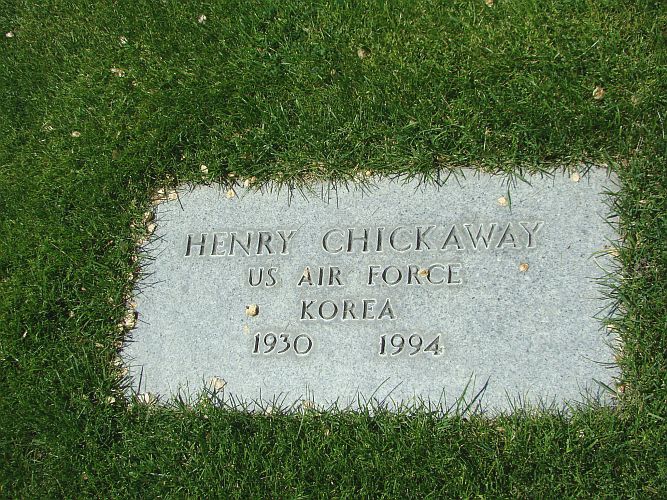 HENRY CHICKAWAY
US AIR FORCE
KOREA
1930 1994